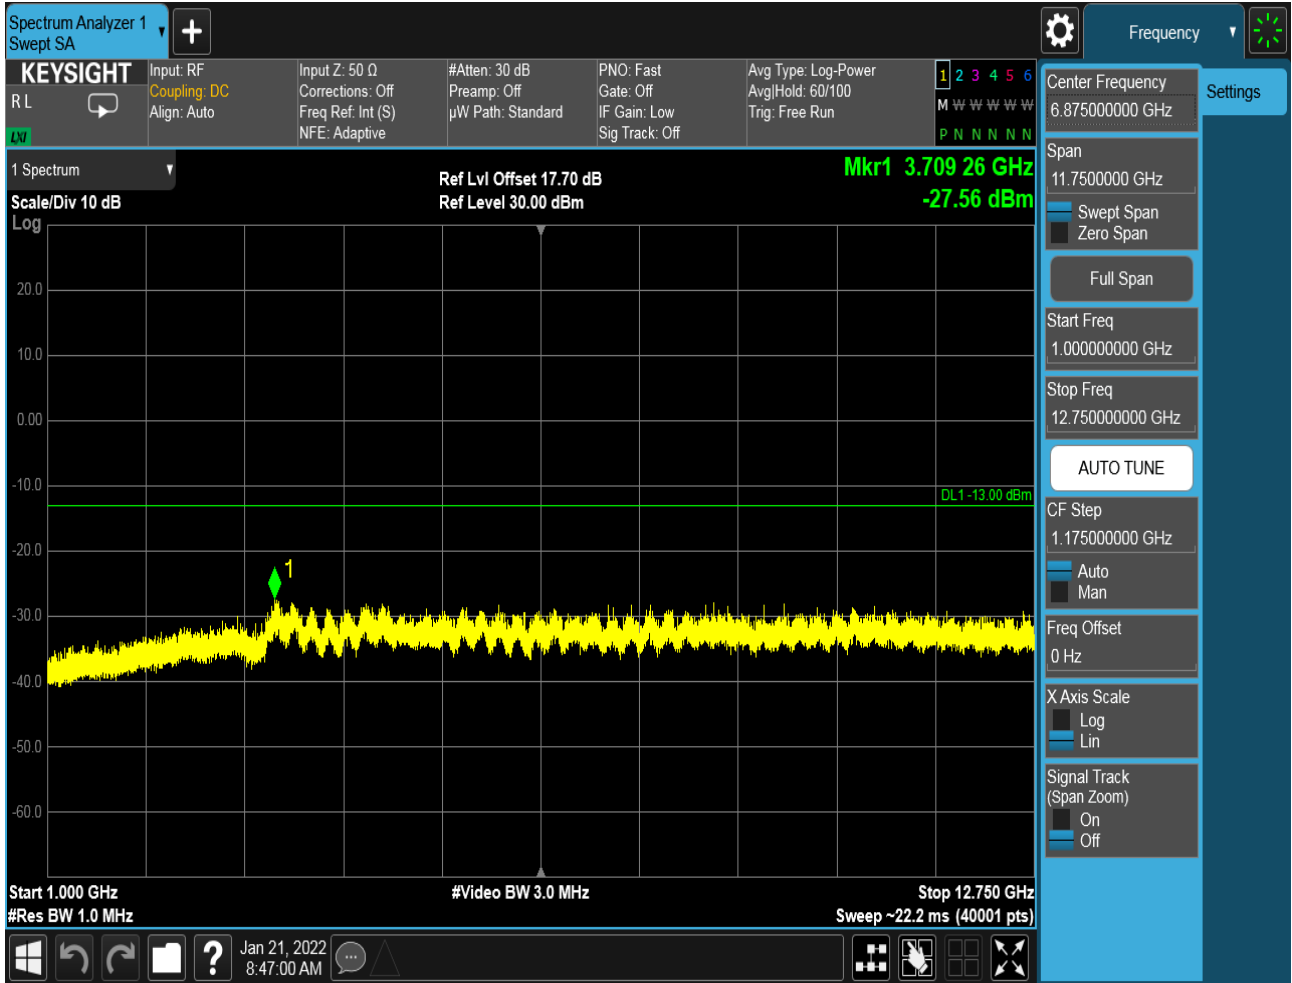 Spectrum Analyzer 1
Swept SA
+
Frequency
KEYSIGHT
R L
LXI
Input: RF
Coupling: DC
Align: Auto
Input Z: 50 Ω
Corrections: Off
Freq Ref: Int (S)
NFE: Adaptive
#Atten: 30 dB
Preamp: Off
µW Path: Standard
PNO: Fast
Gate: Off
IF Gain: Low
Sig Track: Off
Avg Type: Log-Power
Avg|Hold: 60/100
Trig: Free Run
1 2 3 4 5 6
M W W W W W
P N N N N N
1 Spectrum
Scale/Div 10 dB
Log
Ref Lvl Offset 17.70 dB
Ref Level 30.00 dBm
Mkr1 3.709 26 GHz
-27.56 dBm
20.0
10.0
0.00
-10.0
DL1 -13.00 dBm
-20.0
1
-30.0
-40.0
-50.0
-60.0
Start 1.000 GHz
#Res BW 1.0 MHz
#Video BW 3.0 MHz
Stop 12.750 GHz
Sweep ~22.2 ms (40001 pts)
?
Jan 21, 2022
8:47:00 AM
Center Frequency
6.875000000 GHz
Settings
Span
11.7500000 GHz
Swept Span
Zero Span
Full Span
Start Freq
1.000000000 GHz
Stop Freq
12.750000000 GHz
AUTO TUNE
CF Step
1.175000000 GHz
Auto
Man
Freq Offset
0 Hz
X Axis Scale
Log
Lin
Signal Track
(Span Zoom)
On
Off